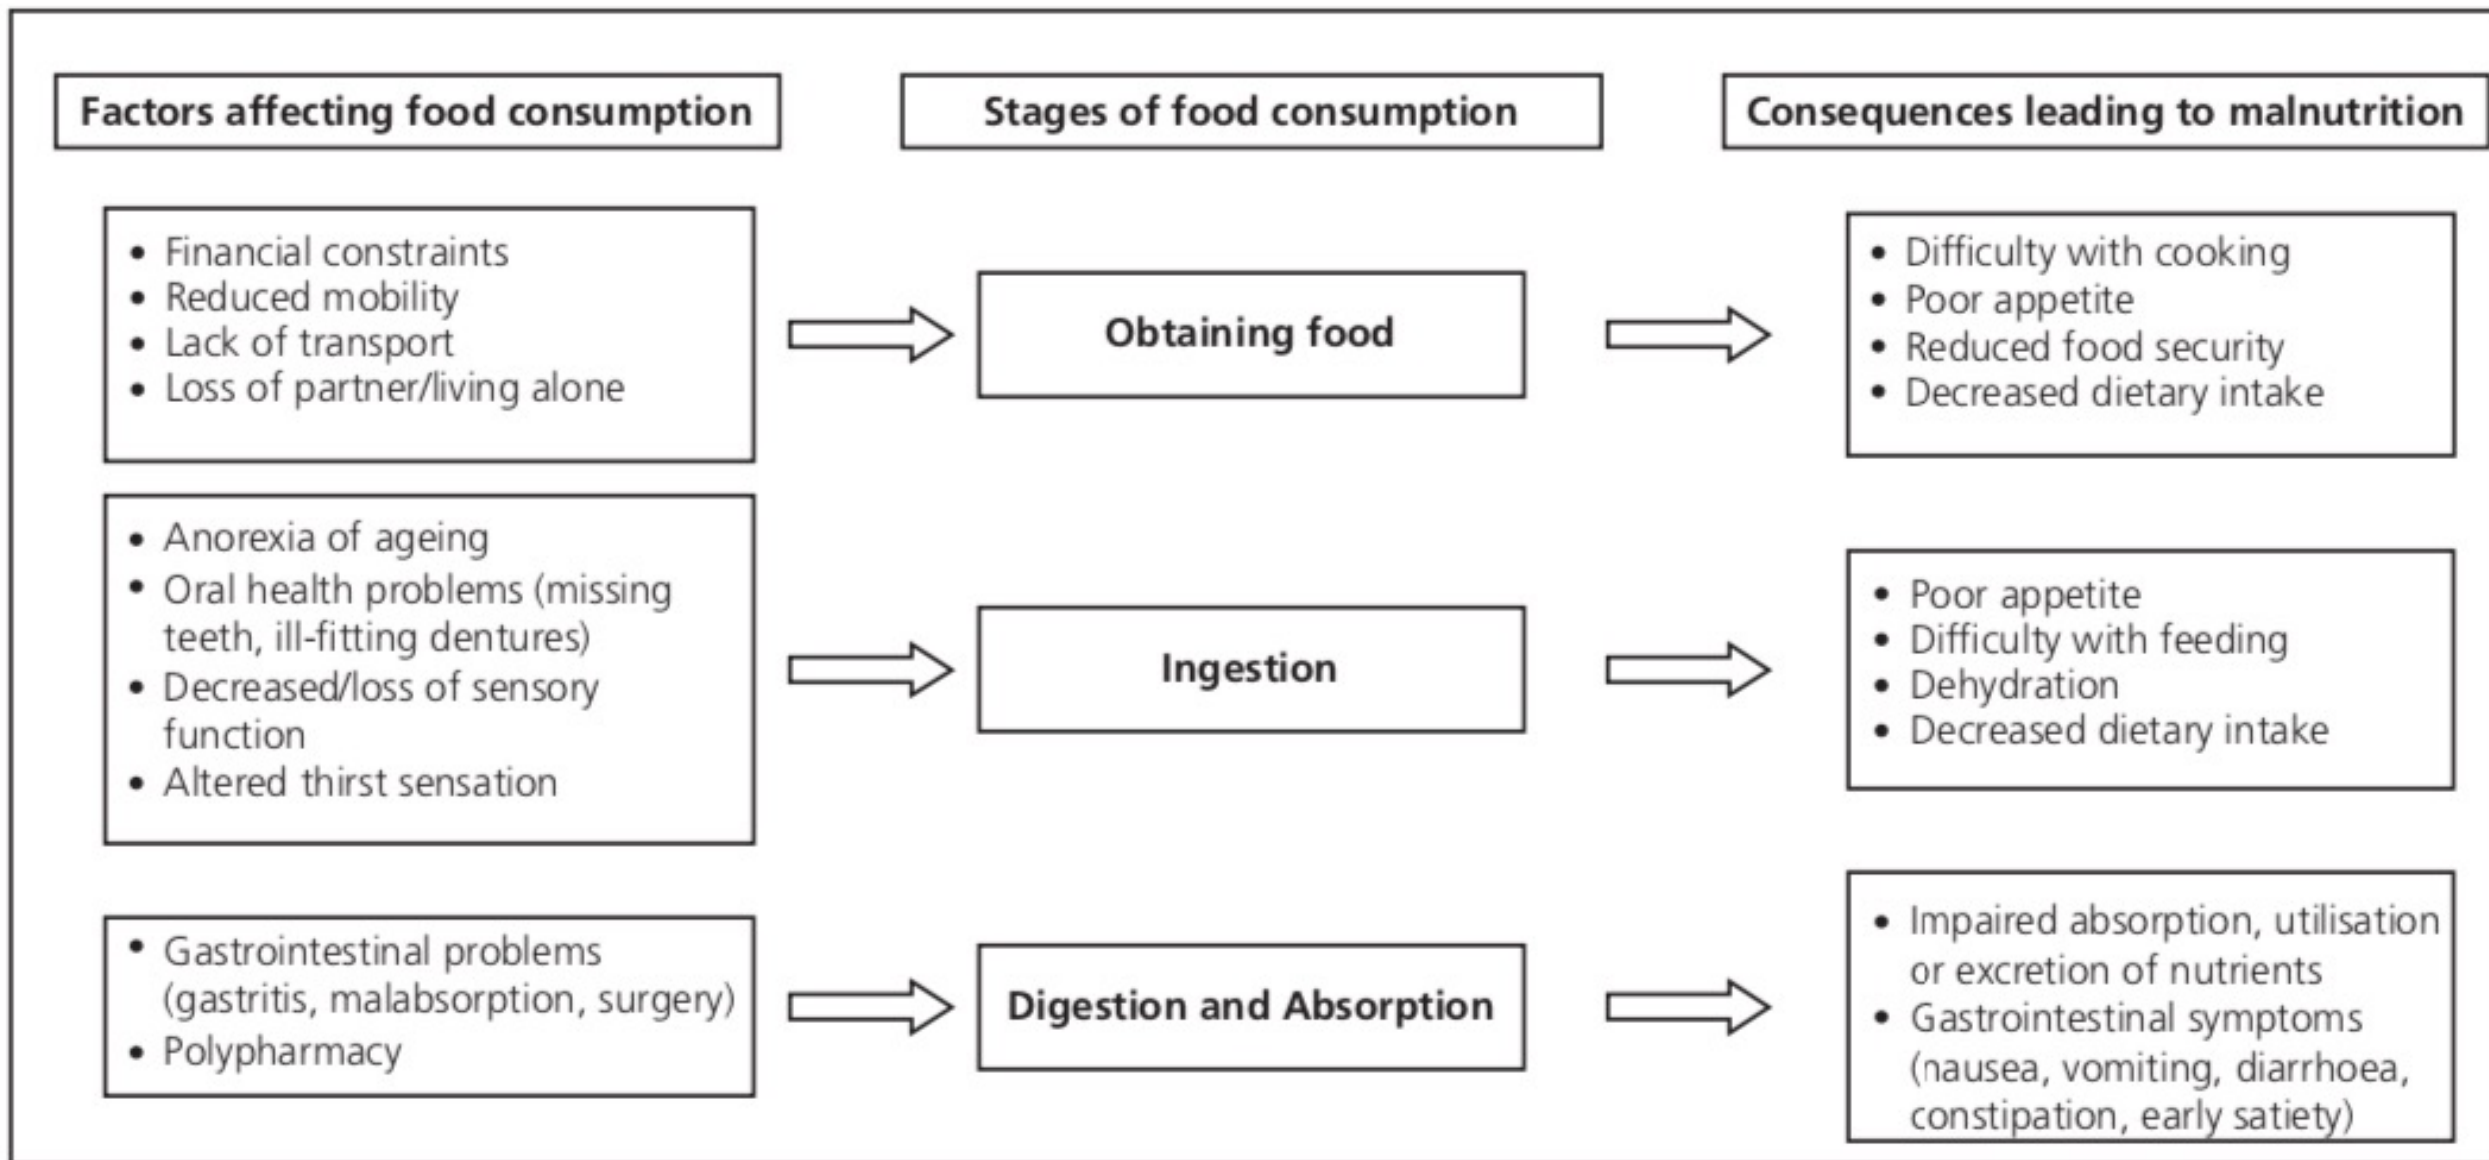 Factors affecting food consumption
Stages of food consumption
Consequences leading to malnutrition
• Financial constraints
• Reduced mobility
• Lack of transport
• Loss of partner/living alone
Obtaining food
• Difficulty with cooking
• Poor appetite
• Reduced food security
• Decreased dietary intake
• Anorexia of ageing
• Oral health problems (missing
teeth, ill-fitting dentures)
• Decreased/loss of sensory
function
• Altered thirst sensation
Ingestion
• Poor appetite
• Difficulty with feeding
• Dehydration
• Decreased dietary intake
• Gastrointestinal problems
(gastritis, malabsorption, surgery)
• Polypharmacy
Digestion and Absorption
• Impaired absorption, utilisation
or excretion of nutrients
• Gastrointestinal symptoms
(nausea, vomiting, diarrhoea,
constipation, early satiety)